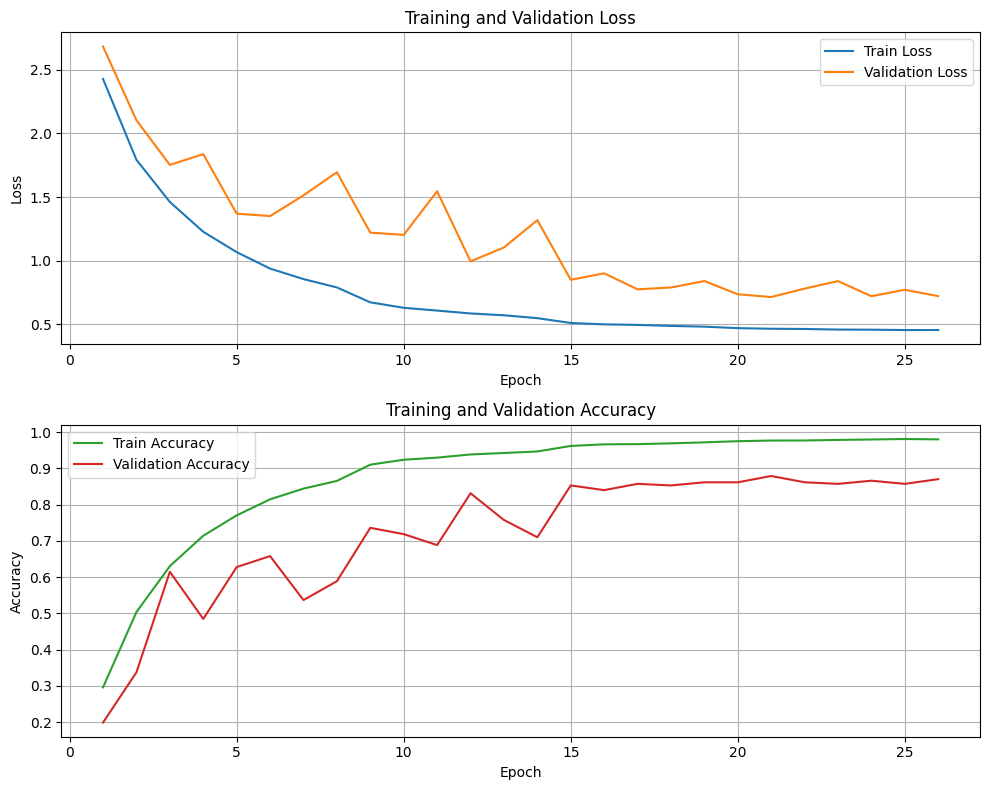 Training and Validation Loss
Train Loss
Validation Loss
Loss
2.5
2.0
1.5
1.0
0.5
0 5 10 15 20 25
Epoch
Training and Validation Accuracy
Train Accuracy
Validation Accuracy
Accuracy
1.0
0.9
0.8
0.7
0.6
0.5
0.4
0.3
0.2
0 5 10 15 20 25
Epoch